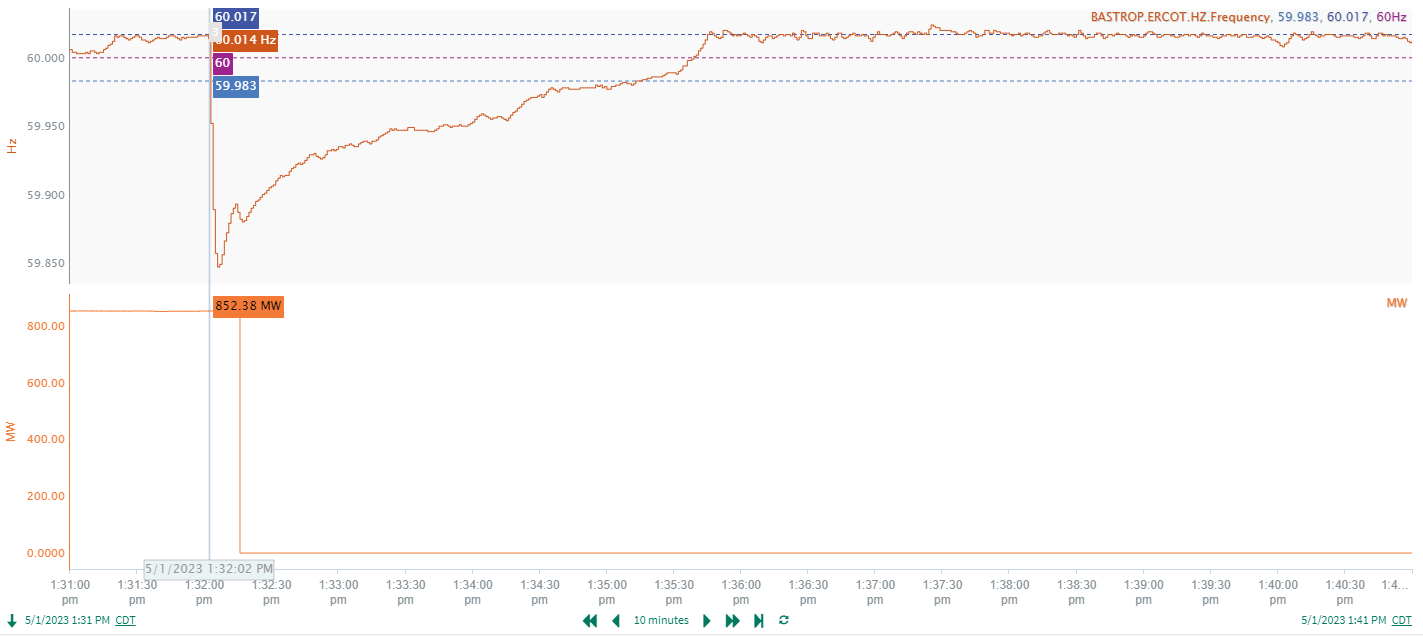 60.017
BASTROP.ERCOT.HZ.Frequency, 59.983, 60.017, 60Hz
3
60.014 Hz
60.000
60
59.983
59.950
Hz
59.900
59.850
852.38 MW
MW
800.00
600.00
MW
400.00
200.00
0.0000
5/1/2023 1:32:02 PM
1:31:00 pm
1:31:30 pm
1:32:00 pm
1:32:30 pm
1:33:00 pm
1:33:30 pm
1:34:00 pm
1:34:30 pm
1:35:00 pm
1:35:30 pm
1:36:00 pm
1:36:30 pm
1:37:00 pm
1:37:30 pm
1:38:00 pm
1:38:30 pm
1:39:00 pm
1:39:30 pm
1:40:00 pm
1:40:30 pm
1:4...
5/1/2023 1:31 PM CDT
10 minutes
5/1/2023 1:41 PM CDT